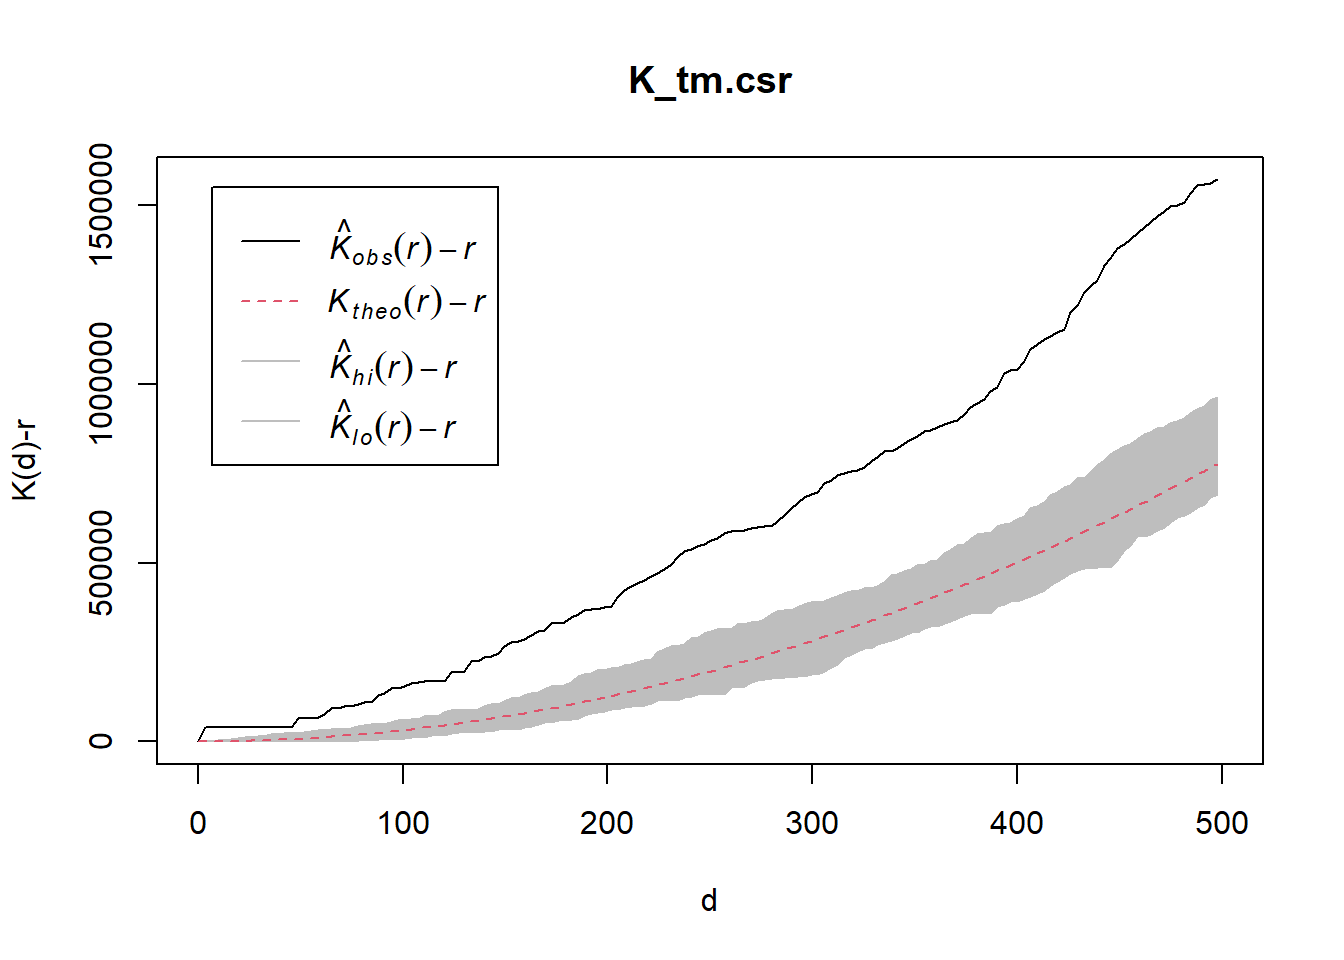 K_tm.csr
K̂obs(r) – r
Ktheo(r) – r
K̂hi(r) – r
K̂lo(r) – r
K(d)-r
1500000
1000000
500000
0
0 100 200 300 400 500
d